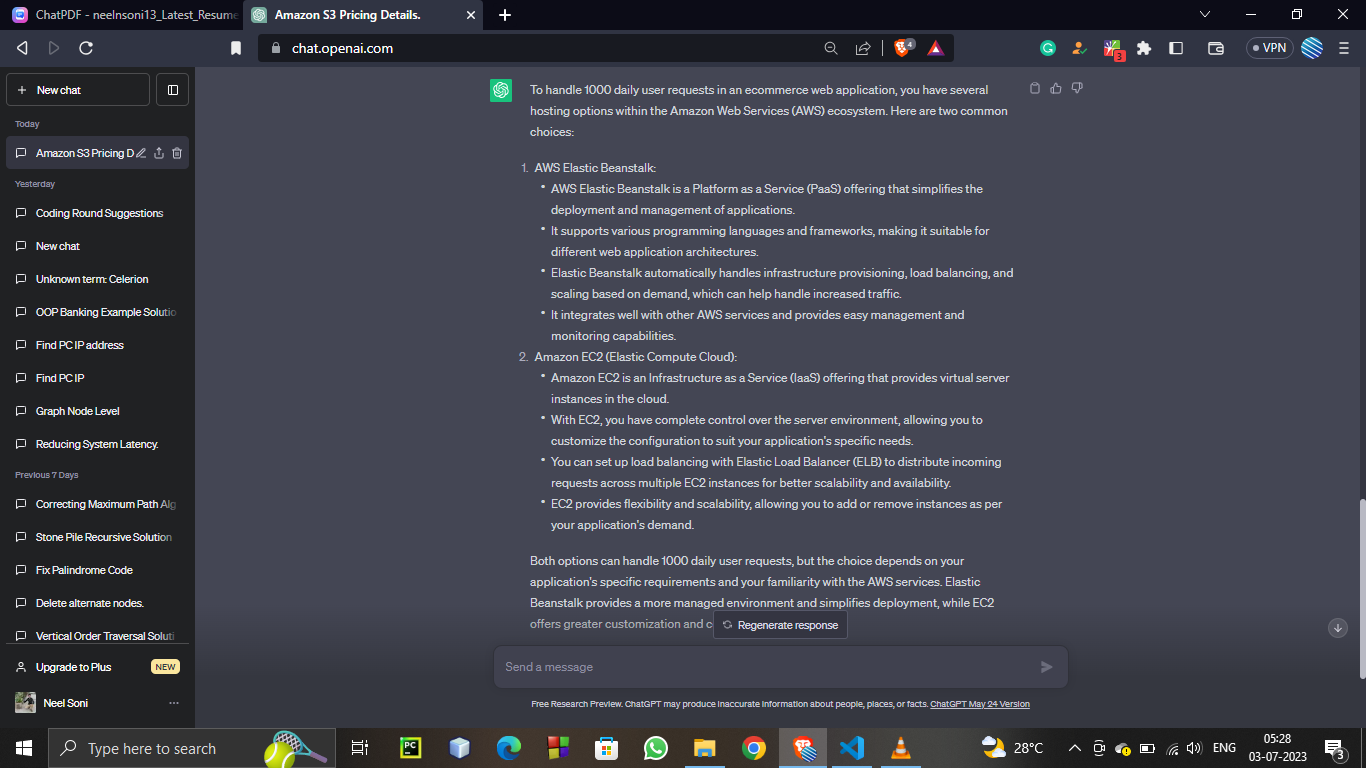 ChatPDF - neelnsoni13_Latest_Resume
Amazon S3 Pricing Details.
chat.openai.com
4
3
VPN
New chat
Today
Amazon S3 Pricing D
Yesterday
Coding Round Suggestions
New chat
Unknown term: Celerion
OOP Banking Example Solutio
Find PC IP address
Find PC IP
Graph Node Level
Reducing System Latency.
Previous 7 Days
Correcting Maximum Path Alg
Stone Pile Recursive Solution
Fix Palindrome Code
Delete alternate nodes.
Vertical Order Traversal Soluti
Upgrade to Plus
NEW
Neel Soni
To handle 1000 daily user requests in an ecommerce web application, you have several
hosting options within the Amazon Web Services (AWS) ecosystem. Here are two common
choices:
1. AWS Elastic Beanstalk:
• AWS Elastic Beanstalk is a Platform as a Service (PaaS) offering that simplifies the
deployment and management of applications.
• It supports various programming languages and frameworks, making it suitable for
different web application architectures.
• Elastic Beanstalk automatically handles infrastructure provisioning, load balancing, and
scaling based on demand, which can help handle increased traffic.
• It integrates well with other AWS services and provides easy management and
monitoring capabilities.
2. Amazon EC2 (Elastic Compute Cloud):
• Amazon EC2 is an Infrastructure as a Service (IaaS) offering that provides virtual server
instances in the cloud.
• With EC2, you have complete control over the server environment, allowing you to
customize the configuration to suit your application's specific needs.
• You can set up load balancing with Elastic Load Balancer (ELB) to distribute incoming
requests across multiple EC2 instances for better scalability and availability.
• EC2 provides flexibility and scalability, allowing you to add or remove instances as per
your application's demand.
Both options can handle 1000 daily user requests, but the choice depends on your
application's specific requirements and your familiarity with the AWS services. Elastic
Beanstalk provides a more managed environment and simplifies deployment, while EC2
offers greater customization and c
Regenerate response
Send a message
Free Research Preview. ChatGPT may produce inaccurate information about people, places, or facts. ChatGPT May 24 Version
Type here to search
PC
28°C
ENG
05:28
03-07-2023
3